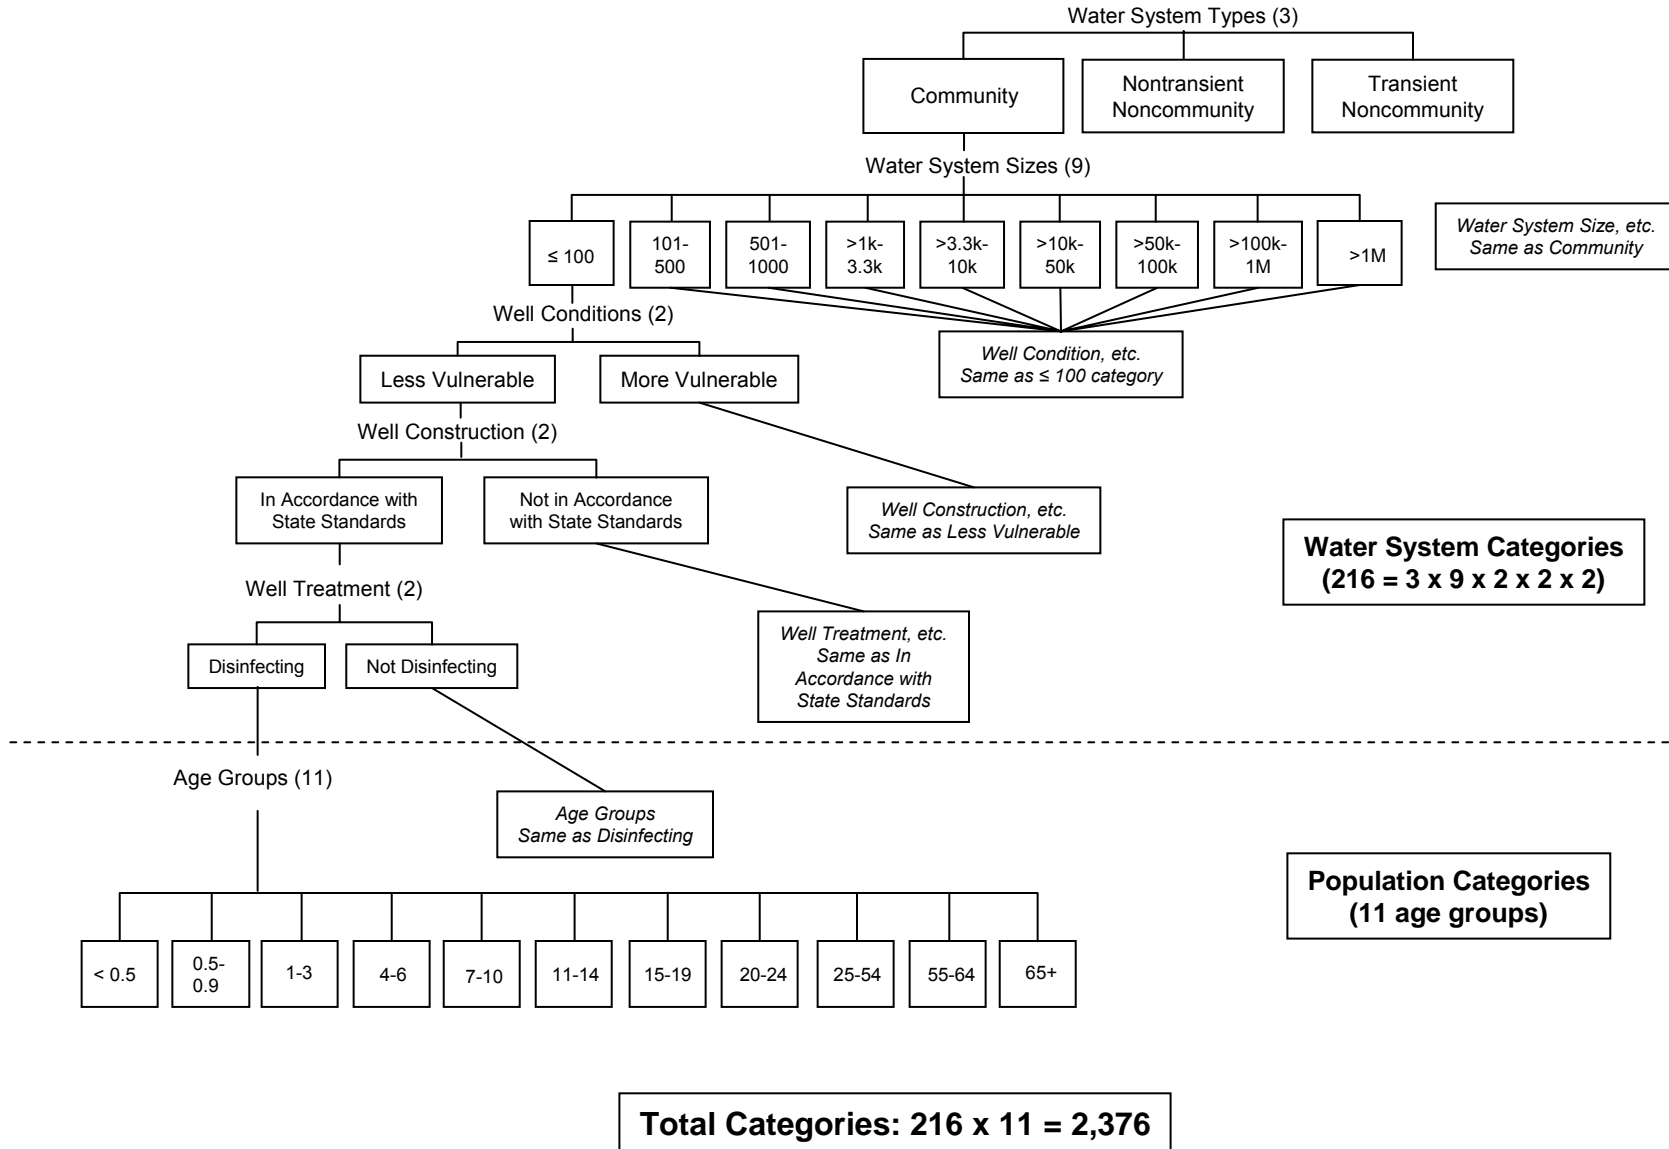 Water System Types (3)
Community
Nontransient
Noncommunity
Transient
Noncommunity
Water System Sizes (9)
≤ 100
101-
500
501-
1000
>1k-
3.3k
>3.3k-
10k
>10k-
50k
>50k-
100k
>100k-
1M
>1M
Water System Size, etc.
Same as Community
Well Conditions (2)
Less Vulnerable
More Vulnerable
Well Condition, etc.
Same as ≤ 100 category
Well Construction (2)
In Accordance with
State Standards
Not in Accordance
with State Standards
Well Construction, etc.
Same as Less Vulnerable
Water System Categories
(216 = 3 x 9 x 2 x 2 x 2)
Well Treatment (2)
Disinfecting
Not Disinfecting
Well Treatment, etc.
Same as In
Accordance with
State Standards
Age Groups (11)
Age Groups
Same as Disinfecting
Population Categories
(11 age groups)
< 0.5
0.5-
0.9
1-3
4-6
7-10
11-14
15-19
20-24
25-54
55-64
65+
Total Categories: 216 x 11 = 2,376